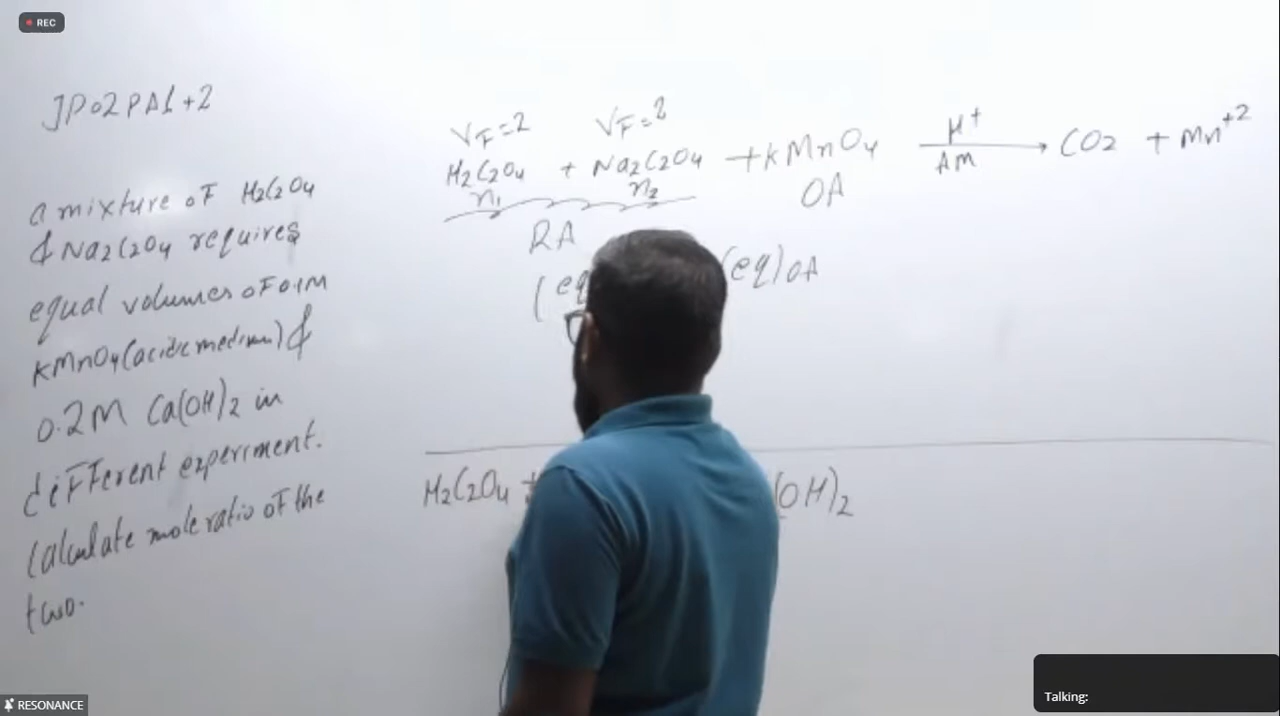 REC
JP02PA1+2
a mixture of H2C2O4
& Na2C2O4 requires
equal volumes of 0.1M
KMnO4(acidic medium) &
0.2M Ca(OH)2 in
different experiment.
Calculate mole ratio of the
two.
VF=2 VF=2
H2C2O4 + Na2C2O4 + KMnO4 H+ AM → CO2 + Mn+2
n1 n2 OA
RA
(eq (eq)OA
H2C2O4 + (OH)2
Talking:
RESONANCE